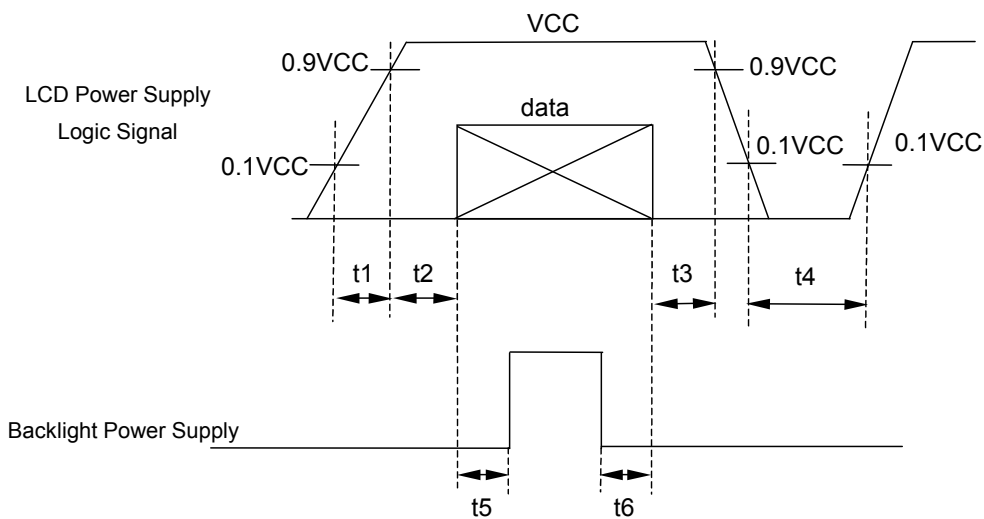 VCC
0.9VCC
0.9VCC
LCD Power Supply
Logic Signal
data
0.1VCC
0.1VCC
0.1VCC
t1
t2
t3
t4
Backlight Power Supply
t5
t6